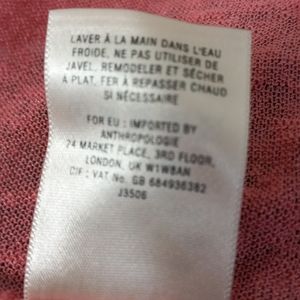 LAVER À LA MAIN DANS L'EAU
FROIDE, NE PAS UTILISER DE
JAVEL, REMODELER ET SÉCHER
À PLAT, FER À REPASSER CHAUD
SI NÉCESSAIRE
FOR EU : IMPORTED BY
ANTHROPOLOGIE
24 MARKET PLACE, 3RD FLOOR,
LONDON, UK W1W8AN
CIF ; VAT No. GB 684936382
J3506